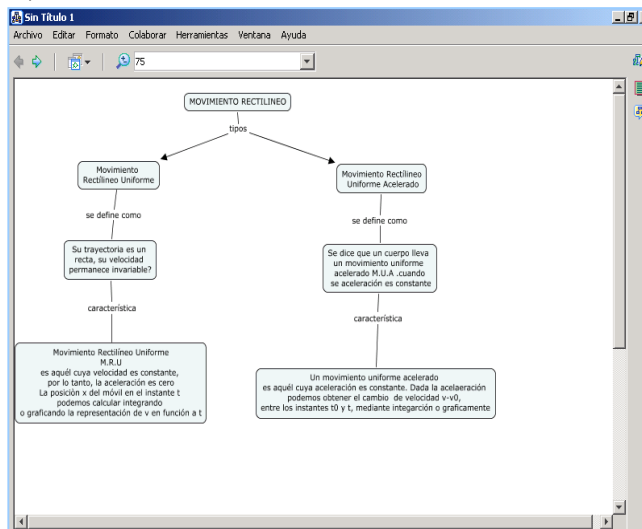 Sin Título 1
Archivo Editar Formato Colaborar Herramientas Ventana Ayuda
75
MOVIMIENTO RECTILINEO
tipos
Movimiento
Rectílineo Uniforme
se define como
Su trayectoria es un
recta, su velocidad
permanece invariable?
característica
Movimiento Rectilíneo Uniforme
M.R.U
es aquél cuya velocidad es constante,
por lo tanto, la aceleración es cero
La posiciòn x del móvil en el instante t
podemos calcular integrando
o graficando la representación de v en función a t
Movimiento Rectílineo
Uniforme Acelerado
se define como
Se dice que un cuerpo lleva
un movimiento uniforme
acelerado M.U.A .cuando
se aceleración es constante
característica
Un movimiento uniforme acelerado
es aquél cuya aceleración es constante. Dada la acelaeración
podemos obtener el cambio de velocidad v-v0,
entre los instantes t0 y t, mediante integarción o graficamente